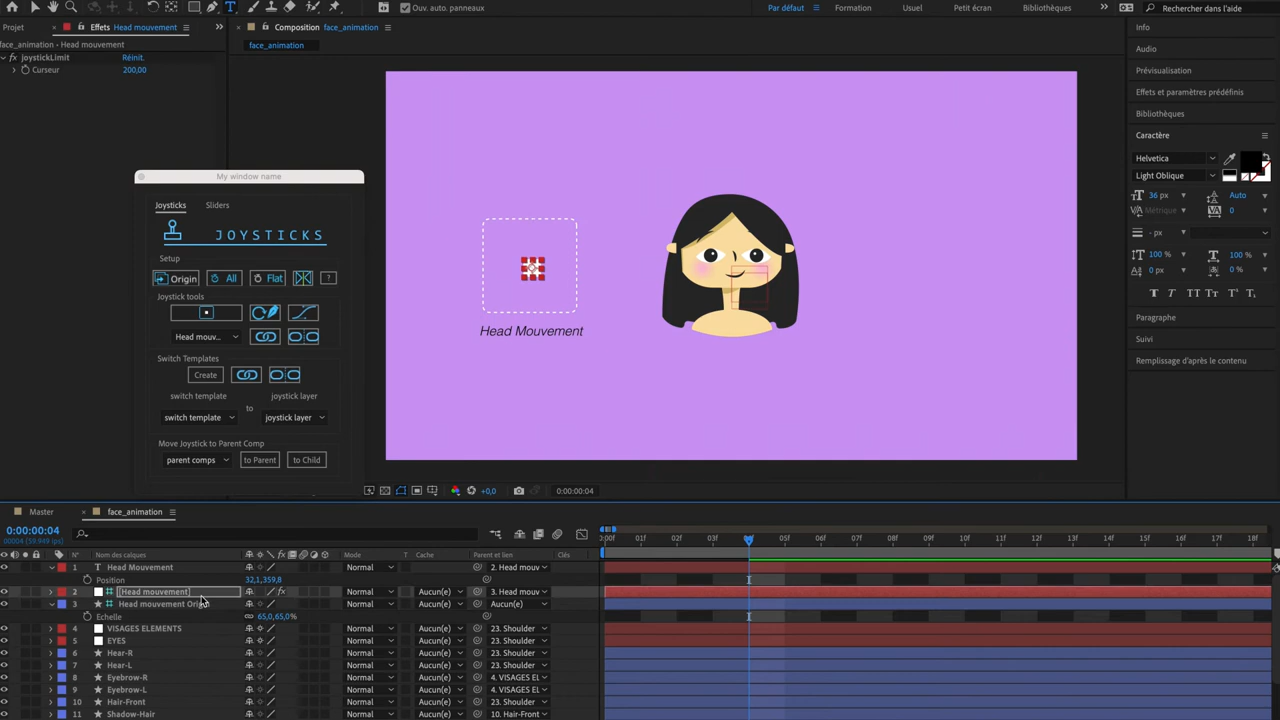 Ouv. auto. panneaux
Par défaut
Formation
Usuel
Petit écran
Bibliothèques
Rechercher dans l'aide
Projet
Effets Head mouvement
Composition face_animation
face_animation - Head mouvement
face_animation
Info
joystickLimit
Réinit.
Audio
Curseur
200,00
Prévisualisation
Effets et paramètres prédéfinis
Bibliothèques
Caractère
Helvetica
Light Oblique
36 px
Auto
Métrique
0
- px
100 %
100 %
0 px
0 %
T T TT Tт T¹ T₁
Paragraphe
Suivi
Remplissage d'après le contenu
My window name
Joysticks
Sliders
JOYSTICKS
Setup
Origin
All
Flat
?
Joystick tools
Head mouv...
Switch Templates
Create
switch template
joystick layer
to
switch template
joystick layer
Move Joystick to Parent Comp
parent comps
to Parent
to Child
Head Mouvement
+0,0
0:00:00:04
Master
face_animation
0:00:00:04
00004 (59.949 ips)
:00f
01f
02f
03f
04f
05f
06f
07f
08f
09f
10f
11f
12f
13f
14f
15f
16f
17f
18f
N°
Nom des calques
Mode
T
Cache
Parent et lien
Clés
1
T
Head Mouvement
Normal
2. Head mouv
Position
32,1,359,8
2
[Head mouvement]
Normal
Aucun(e)
3. Head mouv
3
Head mouvement Origin
Normal
Aucun(e)
Aucun(e)
Echelle
65,0,65,0%
4
VISAGES ELEMENTS
Normal
Aucun(e)
23. Shoulder
5
EYES
Normal
Aucun(e)
23. Shoulder
6
Hear-R
Normal
Aucun(e)
23. Shoulder
7
Hear-L
Normal
Aucun(e)
23. Shoulder
8
Eyebrow-R
Normal
Aucun(e)
4. VISAGES EL
9
Eyebrow-L
Normal
Aucun(e)
4. VISAGES EL
10
Hair-Front
Normal
Aucun(e)
23. Shoulder
11
Shadow-Hair
Normal
Aucun(e)
10. Hair-Front